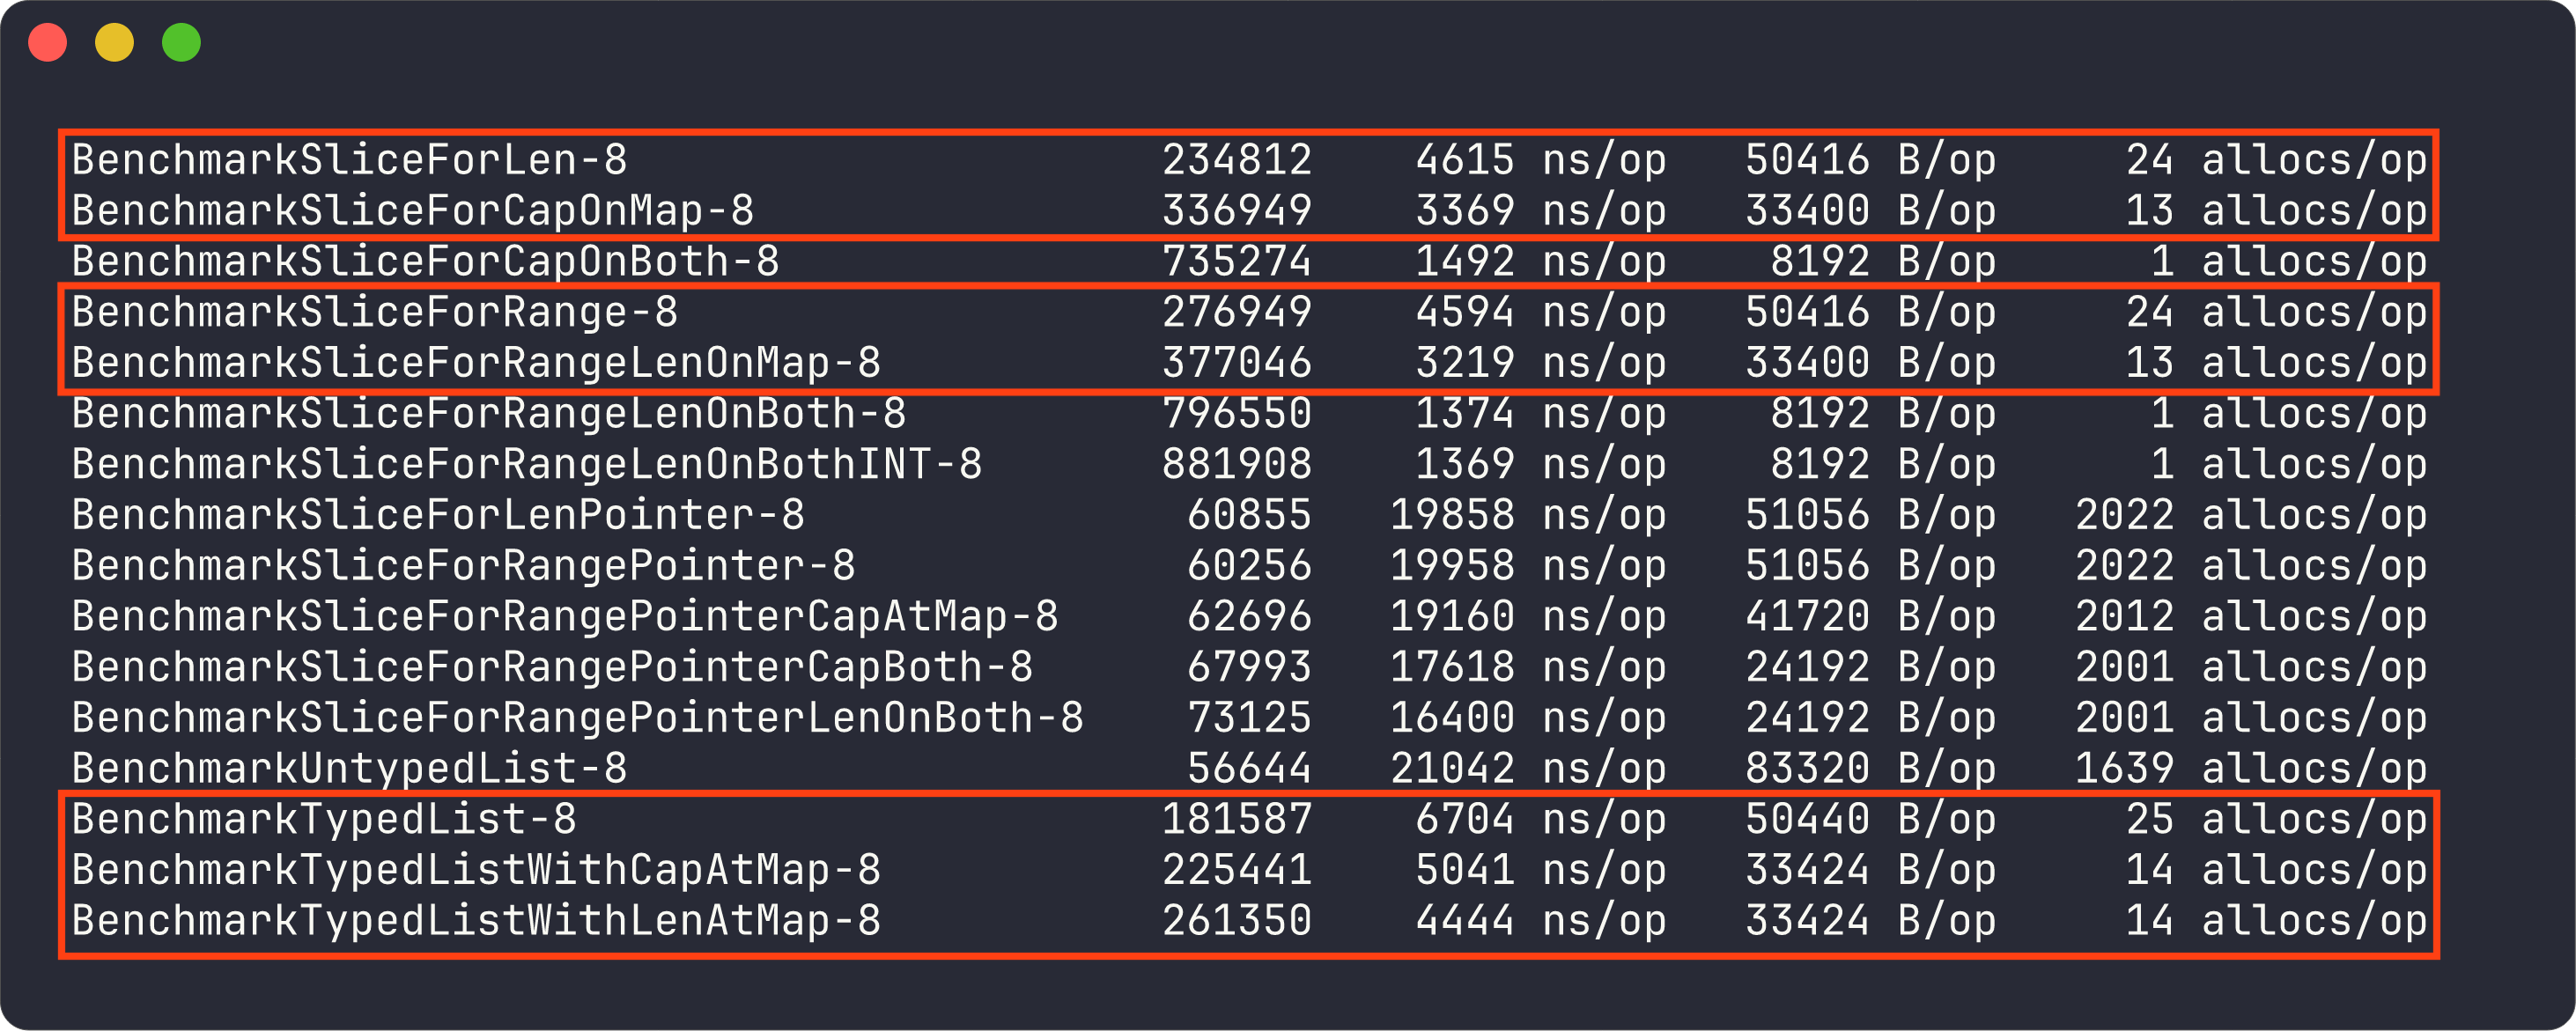 BenchmarkSliceForLen-8 234812 4615 ns/op 50416 B/op 24 allocs/op
BenchmarkSliceForCapOnMap-8 336949 3369 ns/op 33400 B/op 13 allocs/op
BenchmarkSliceForCapOnBoth-8 735274 1492 ns/op 8192 B/op 1 allocs/op
BenchmarkSliceForRange-8 276949 4594 ns/op 50416 B/op 24 allocs/op
BenchmarkSliceForRangeLenOnMap-8 377046 3219 ns/op 33400 B/op 13 allocs/op
BenchmarkSliceForRangeLenOnBoth-8 796550 1374 ns/op 8192 B/op 1 allocs/op
BenchmarkSliceForRangeLenOnBothINT-8 881908 1369 ns/op 8192 B/op 1 allocs/op
BenchmarkSliceForLenPointer-8 60855 19858 ns/op 51056 B/op 2022 allocs/op
BenchmarkSliceForRangePointer-8 60256 19958 ns/op 51056 B/op 2022 allocs/op
BenchmarkSliceForRangePointerCapAtMap-8 62696 19160 ns/op 41720 B/op 2012 allocs/op
BenchmarkSliceForRangePointerCapBoth-8 67993 17618 ns/op 24192 B/op 2001 allocs/op
BenchmarkSliceForRangePointerLenOnBoth-8 73125 16400 ns/op 24192 B/op 2001 allocs/op
BenchmarkUntypedList-8 56644 21042 ns/op 83320 B/op 1639 allocs/op
BenchmarkTypedList-8 181587 6704 ns/op 50440 B/op 25 allocs/op
BenchmarkTypedListWithCapAtMap-8 225441 5041 ns/op 33424 B/op 14 allocs/op
BenchmarkTypedListWithLenAtMap-8 261350 4444 ns/op 33424 B/op 14 allocs/op